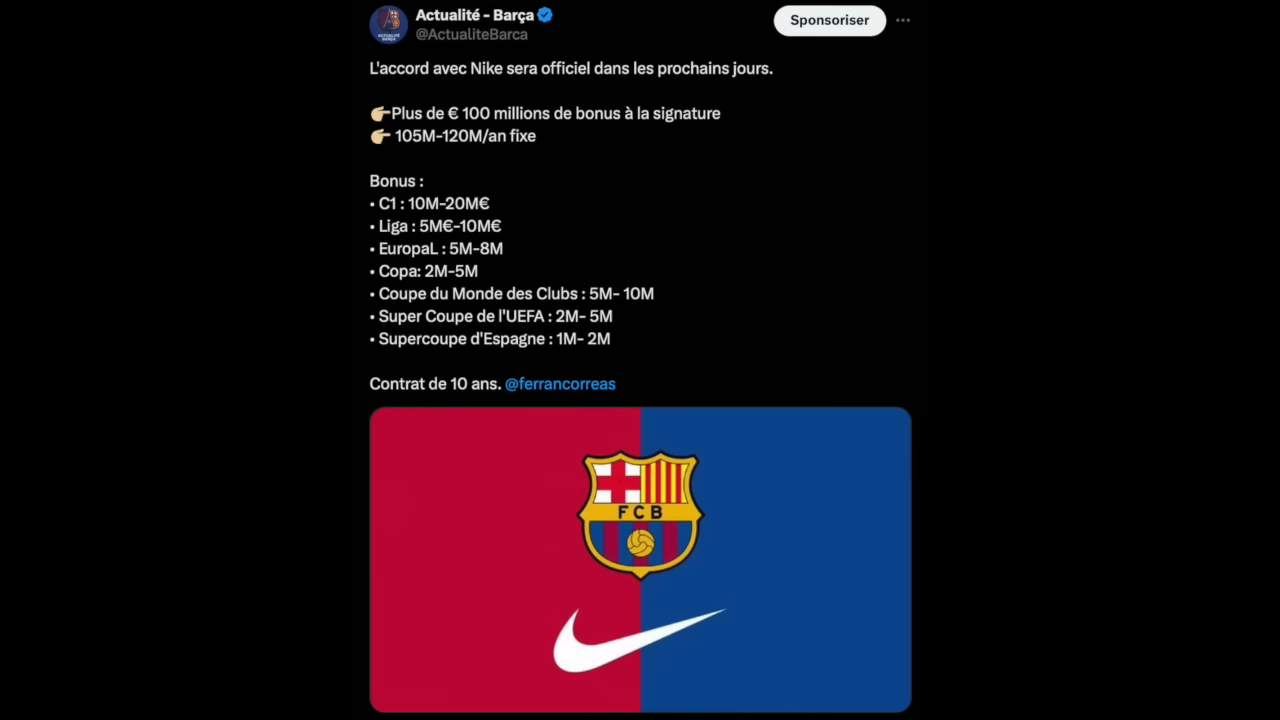 Actualité - Barça
@ActualiteBarca
Sponsoriser
L'accord avec Nike sera officiel dans les prochains jours.
👉🏼Plus de € 100 millions de bonus à la signature
👉🏼 105M-120M/an fixe
Bonus :
• C1 : 10M-20M€
• Liga : 5M€-10M€
• EuropaL : 5M-8M
• Copa: 2M-5M
• Coupe du Monde des Clubs : 5M- 10M
• Super Coupe de l'UEFA : 2M- 5M
• Supercoupe d'Espagne : 1M- 2M
Contrat de 10 ans. @ferrancorreas
FCB